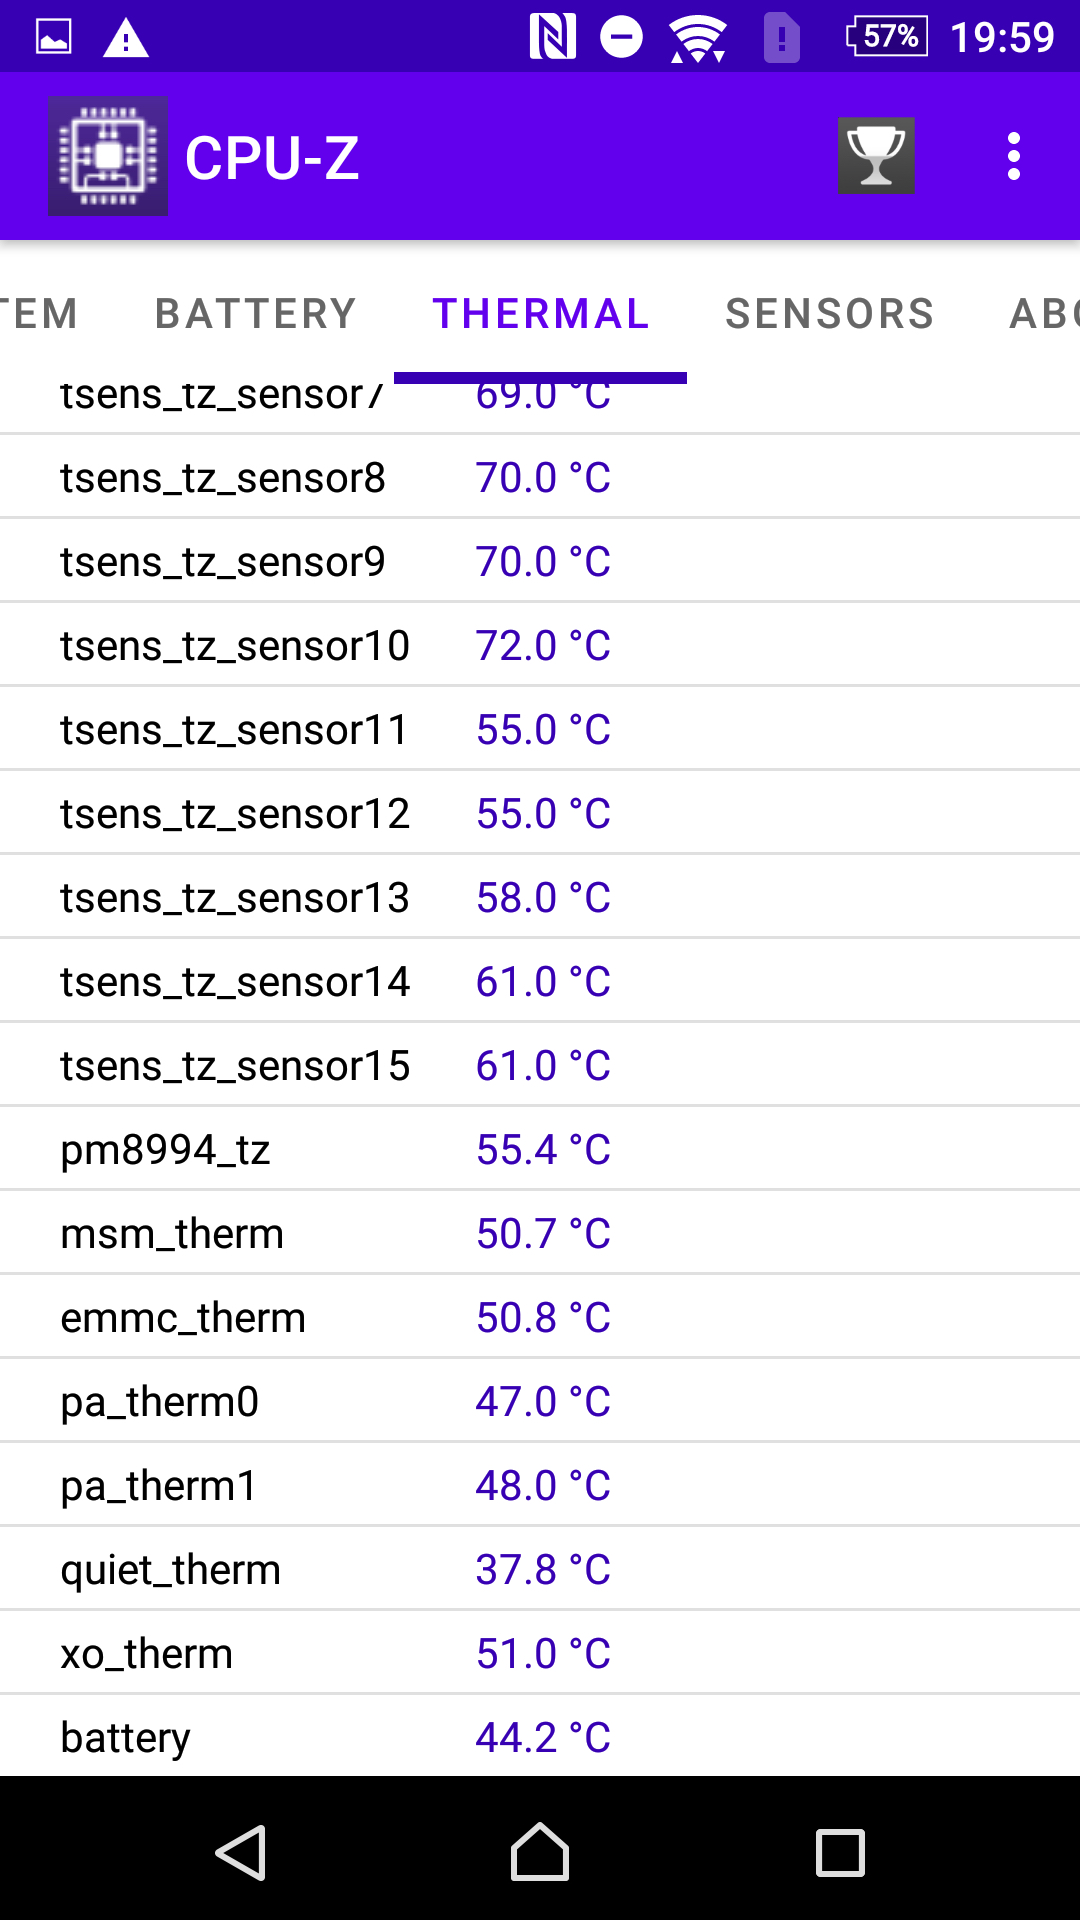 57% 19:59
CPU-Z
TEM BATTERY THERMAL SENSORS ABO
tsens_tz_sensor7 69.0 °C
tsens_tz_sensor8 70.0 °C
tsens_tz_sensor9 70.0 °C
tsens_tz_sensor10 72.0 °C
tsens_tz_sensor11 55.0 °C
tsens_tz_sensor12 55.0 °C
tsens_tz_sensor13 58.0 °C
tsens_tz_sensor14 61.0 °C
tsens_tz_sensor15 61.0 °C
pm8994_tz 55.4 °C
msm_therm 50.7 °C
emmc_therm 50.8 °C
pa_therm0 47.0 °C
pa_therm1 48.0 °C
quiet_therm 37.8 °C
xo_therm 51.0 °C
battery 44.2 °C